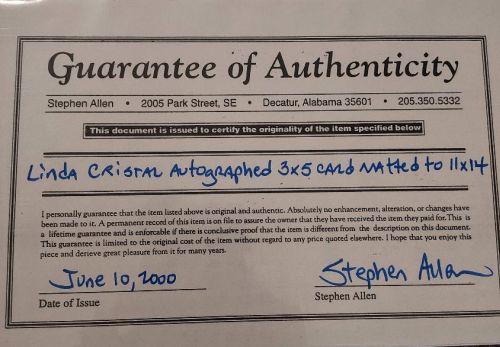 Guarantee of Authenticity
Stephen Allen • 2005 Park Street, SE • Decatur, Alabama 35601 • 205.350.5332
This document is issued to certify the originality of the item specified below
Linda Cristal Autographed 3x5 card matted to 11x14
I personally guarantee that the item listed above is original and authentic. Absolutely no enhancement, alteration, or changes have
been made to it. A permanent record of this item is on file to assure the owner that they have received the item they paid for. This is
a lifetime guarantee and is enforcable if there is conclusive proof that the item is different from the description on this document.
This guarantee is limited to the original cost of the item without regard to any price quoted elsewhere. I hope that you enjoy this
piece and derieve great pleasure from it for many years.
June 10, 2000 Stephen Allen
Date of Issue Stephen Allen